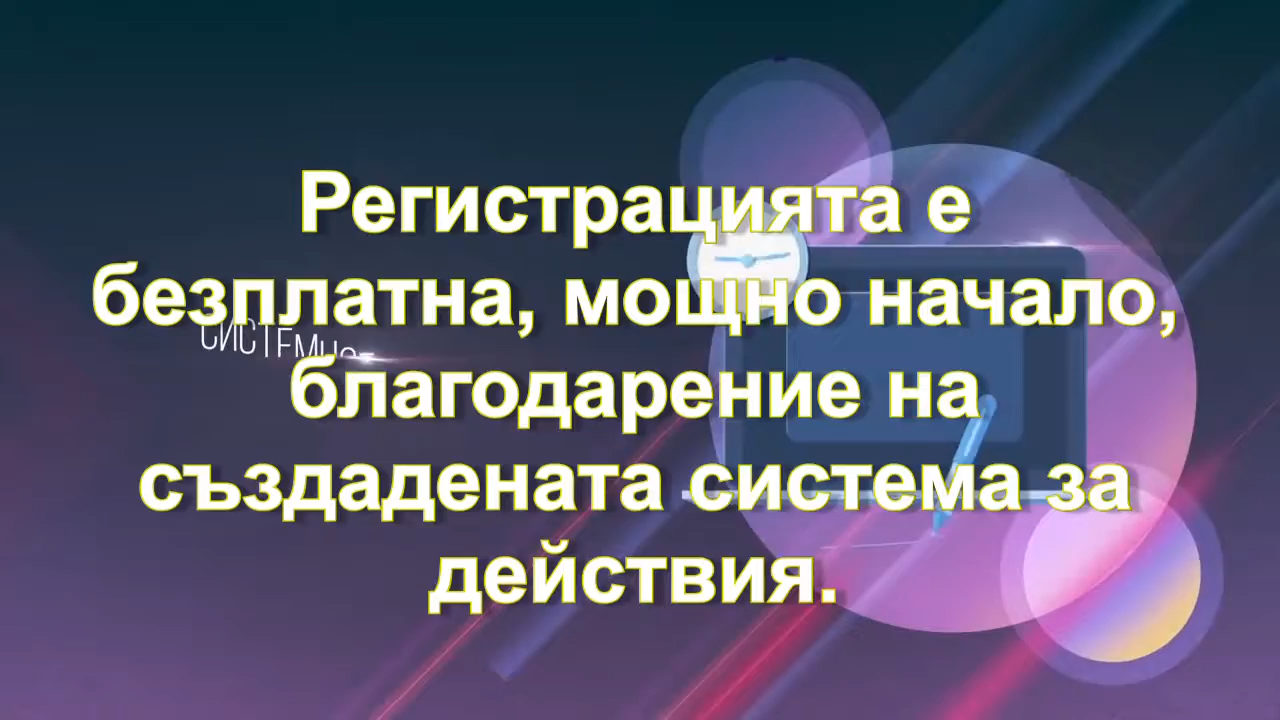 Регистрацията е
безплатна, мощно начало,
благодарение на
създадената система за
действия.